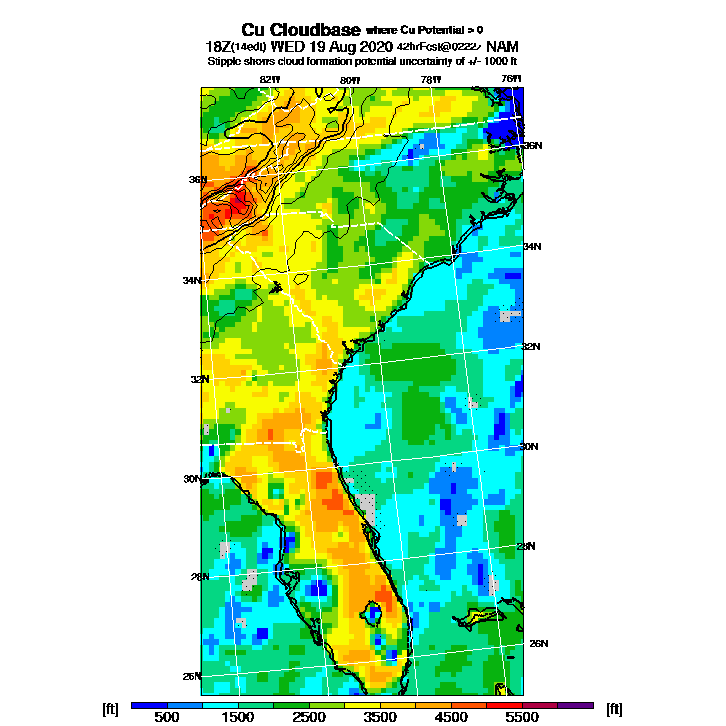 Cu Cloudbase where Cu Potential > 0
18Z(14edt) WED 19 Aug 2020 42hrFcst@0222z NAM
Stipple shows cloud formation potential uncertainty of +/- 1000 ft
82W 80W 78W 76W
36N
36N
34N
34N
32N
32N
30N
30N
28N
28N
26N
26N
[ft] 500 1500 2500 3500 4500 5500 [ft]